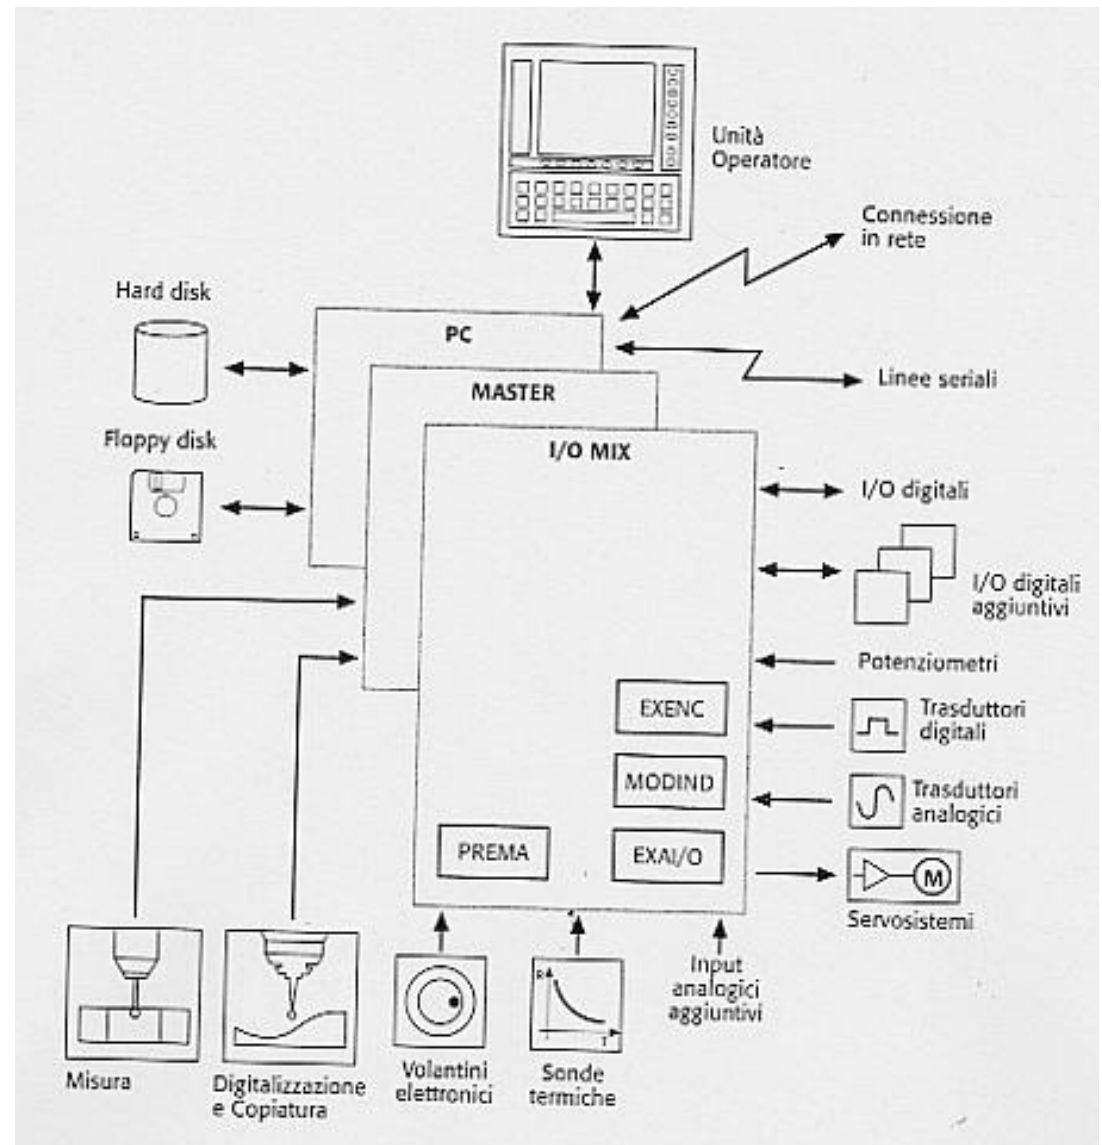 Unità
Operatore
Connessione
in rete
Hard disk
PC
Linee seriali
MASTER
Floppy disk
I/O MIX
I/O digitali
I/O digitali
aggiuntivi
Potenziometri
EXENC
Trasduttori
digitali
MODIND
Trasduttori
analogici
PREMA
EXAI/O
M
Servosistemi
R
T
Input
analogici
aggiuntivi
Misura
Digitalizzazione
e Copiatura
Volantini
elettronici
Sonde
termiche